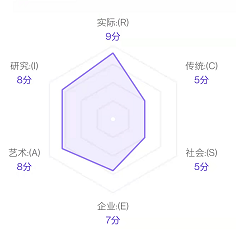 实际:(R)
9分
研究:(I)
8分
传统:(C)
5分
艺术:(A)
8分
社会:(S)
5分
企业:(E)
7分